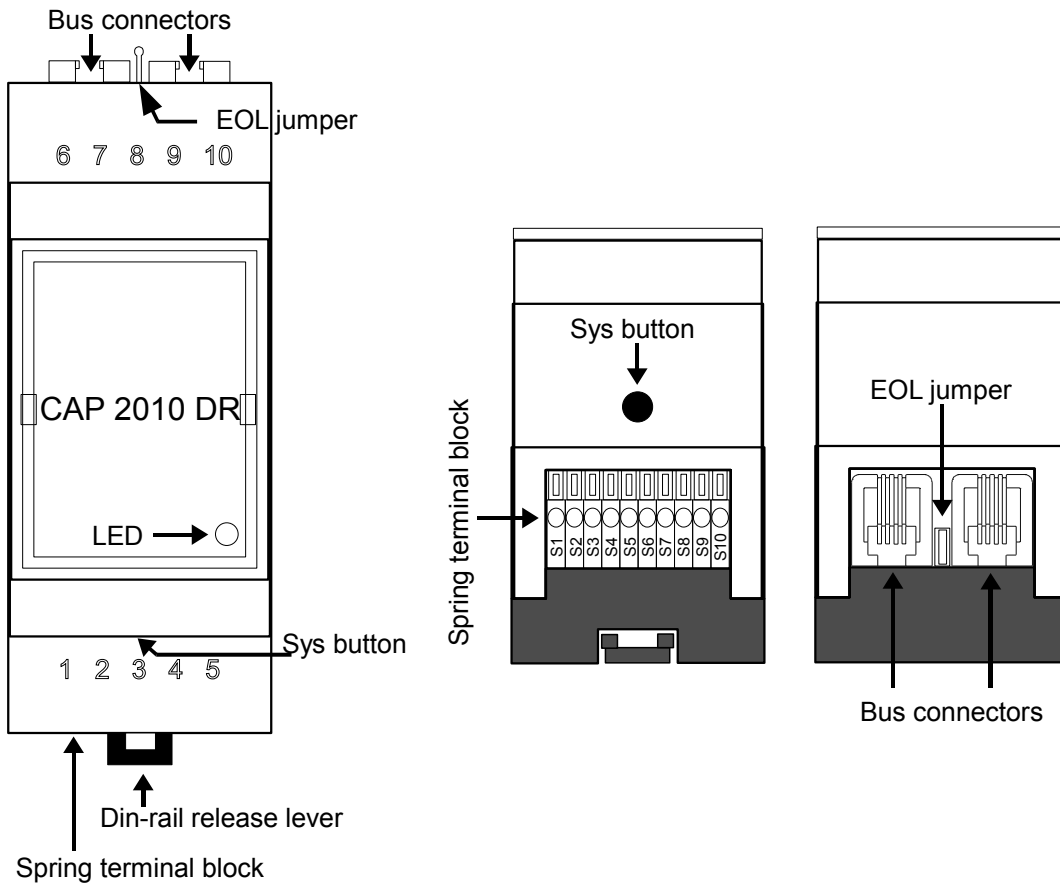 Bus connectors
EOL jumper
6 7 8 9 10
CAP 2010 DR
LED
Sys button
1 2 3 4 5
Din-rail release lever
Spring terminal block
Sys button
Spring terminal block
S1 S2 S3 S4 S5 S6 S7 S8 S9 S10
EOL jumper
Bus connectors